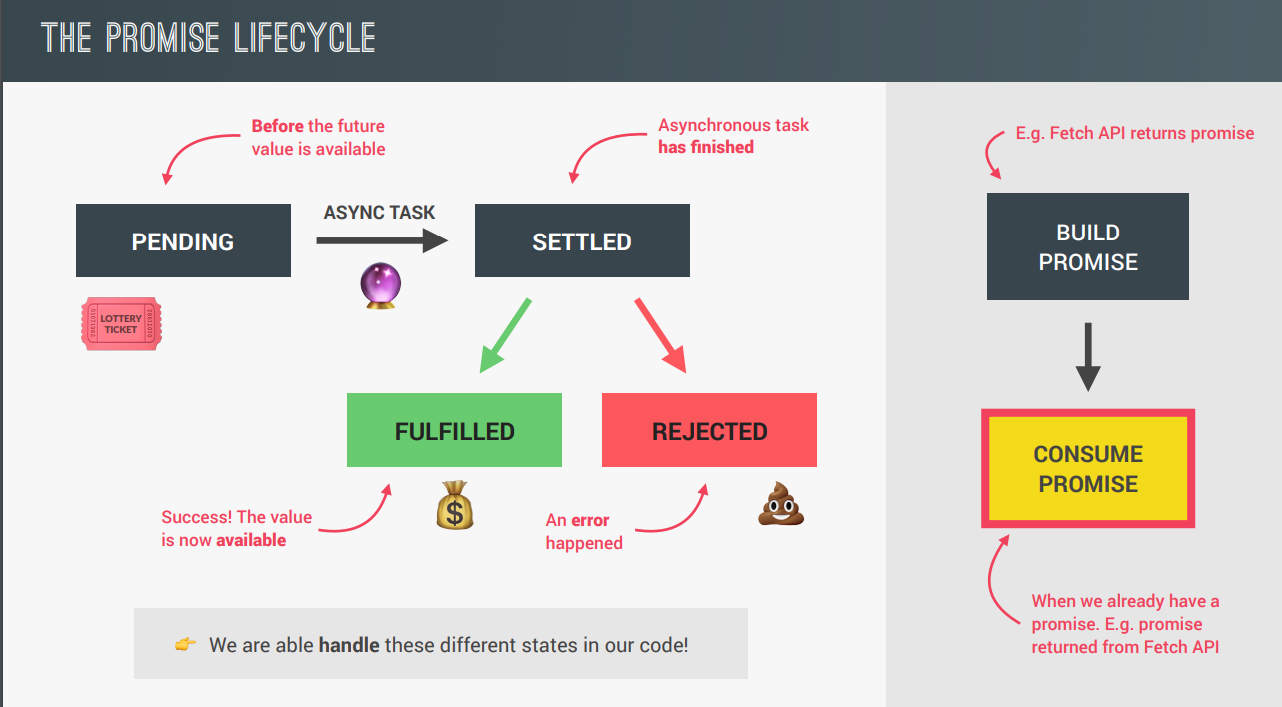 THE PROMISE LIFECYCLE
Before the future
value is available
PENDING
LOTTERY
TICKET
ASYNC TASK
Asynchronous task
has finished
SETTLED
FULFILLED
Success! The value
is now available
$
REJECTED
An error
happened
We are able handle these different states in our code!
E.g. Fetch API returns promise
BUILD
PROMISE
CONSUME
PROMISE
When we already have a
promise. E.g. promise
returned from Fetch API